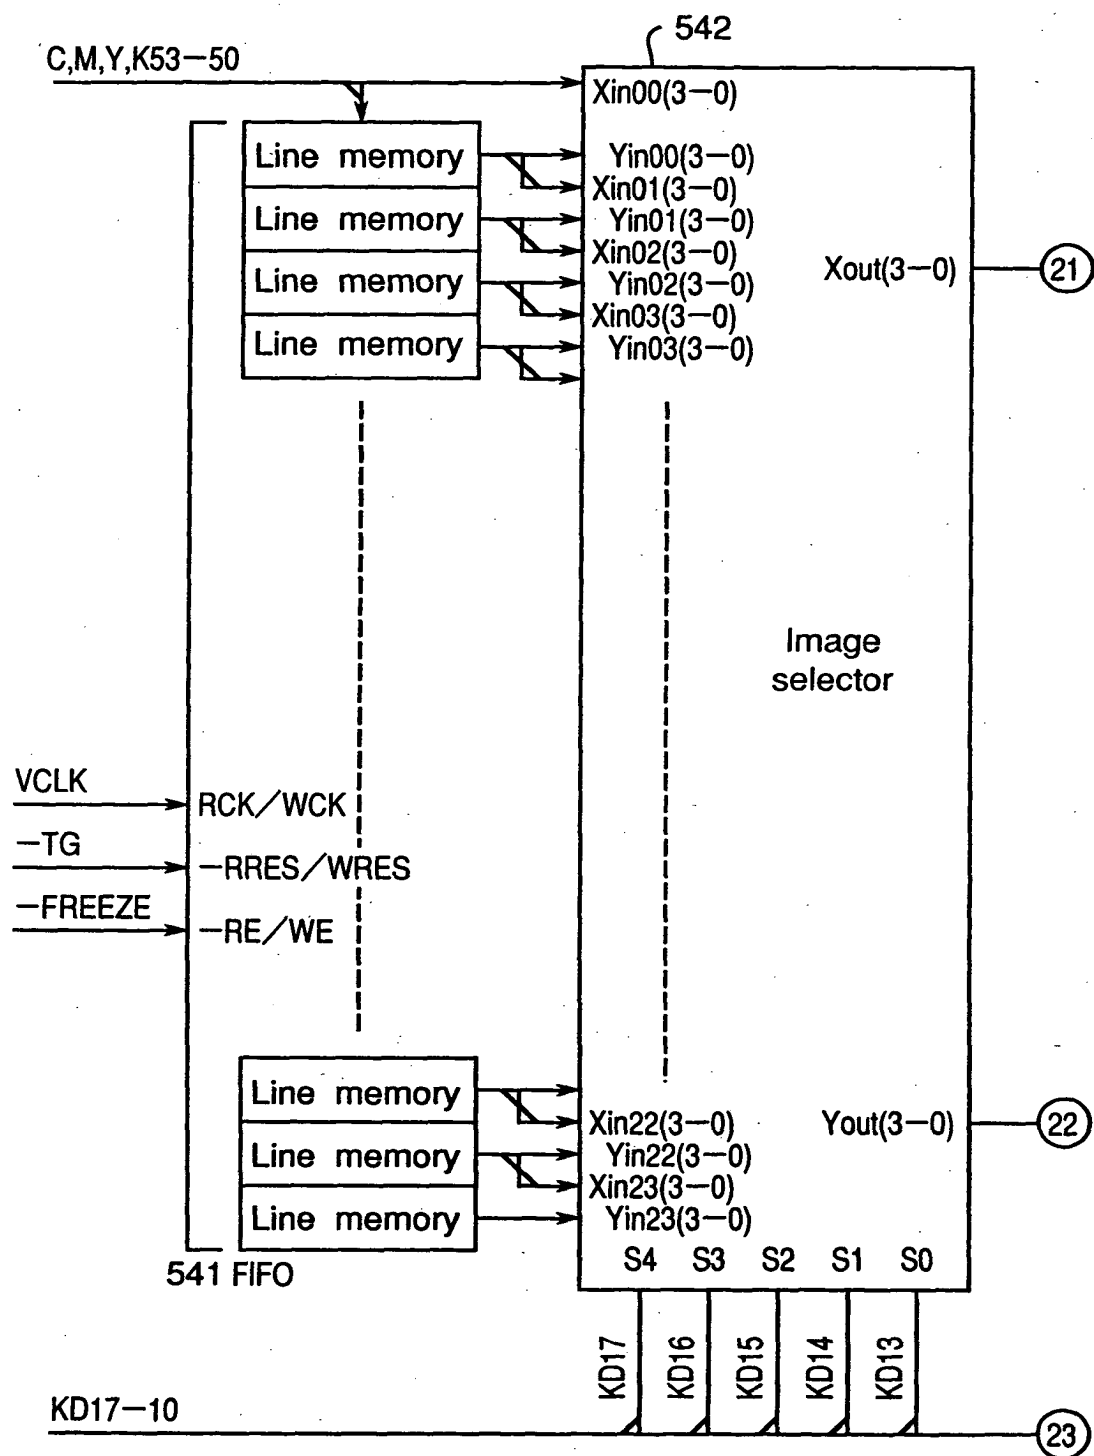 542
C,M,Y,K53—50
Xin00(3—0)
Line memory
Yin00(3—0)
Xin01(3—0)
Line memory
Yin01(3—0)
Xin02(3—0)
Line memory
Yin02(3—0)
Xin03(3—0)
Line memory
Yin03(3—0)
Xout(3—0)
21
Image
selector
VCLK
RCK/WCK
—TG
—RRES/WRES
—FREEZE
—RE/WE
Line memory
Xin22(3—0)
Line memory
Yin22(3—0)
Xin23(3—0)
Line memory
Yin23(3—0)
Yout(3—0)
22
541 FIFO
S4 S3 S2 S1 S0
KD17
KD16
KD15
KD14
KD13
KD17—10
23